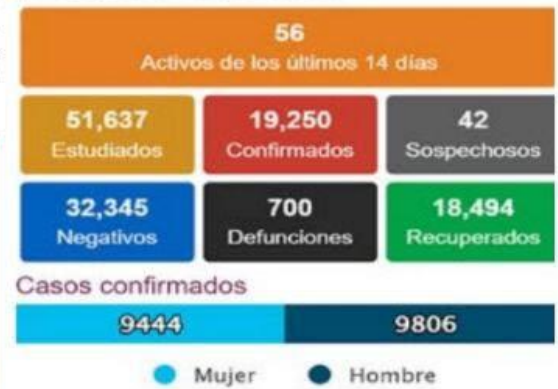 56
Activos de los últimos 14 días
51,637
Estudiados
19,250
Confirmados
42
Sospechosos
32,345
Negativos
700
Defunciones
18,494
Recuperados
Casos confirmados
9444
9806
Mujer
Hombre